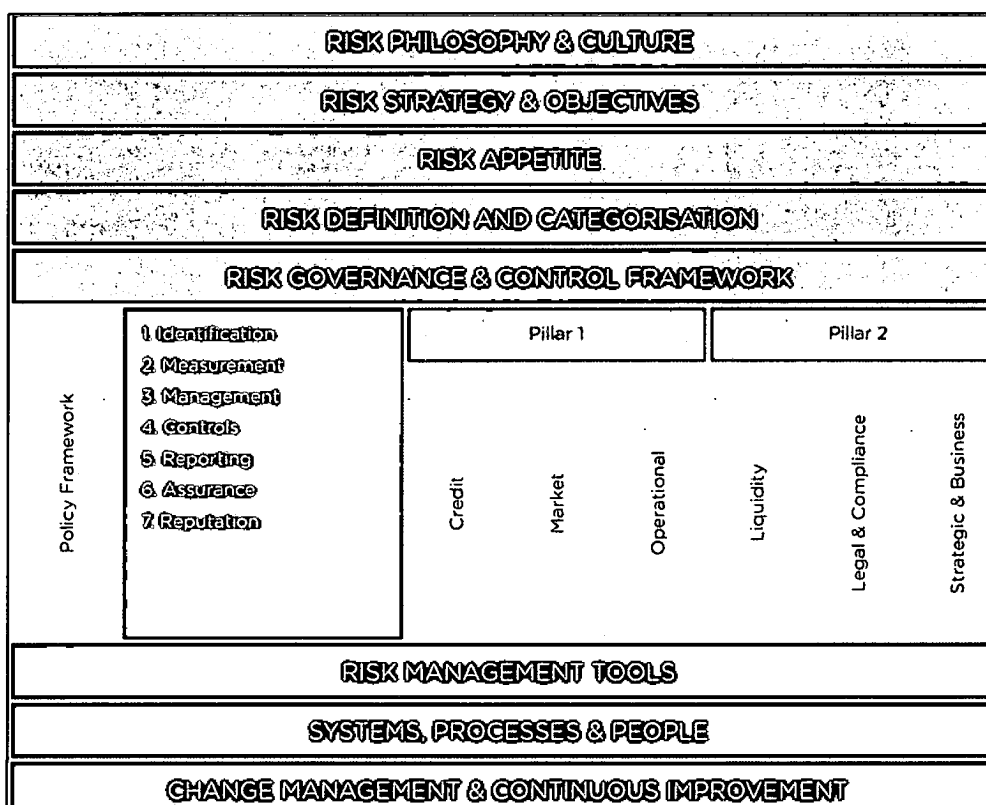 RISK PHILOSOPHY & CULTURE
RISK STRATEGY & OBJECTIVES
RISK APPETITE
RISK DEFINITION AND CATEGORISATION
RISK GOVERNANCE & CONTROL FRAMEWORK
Policy Framework
1. Identification
2. Measurement
3. Management
4. Controls
5. Reporting
6. Assurance
7. Reputation
Pillar 1
Pillar 2
Credit
Market
Operational
Liquidity
Legal & Compliance
Strategic & Business
RISK MANAGEMENT TOOLS
SYSTEMS, PROCESSES & PEOPLE
CHANGE MANAGEMENT & CONTINUOUS IMPROVEMENT